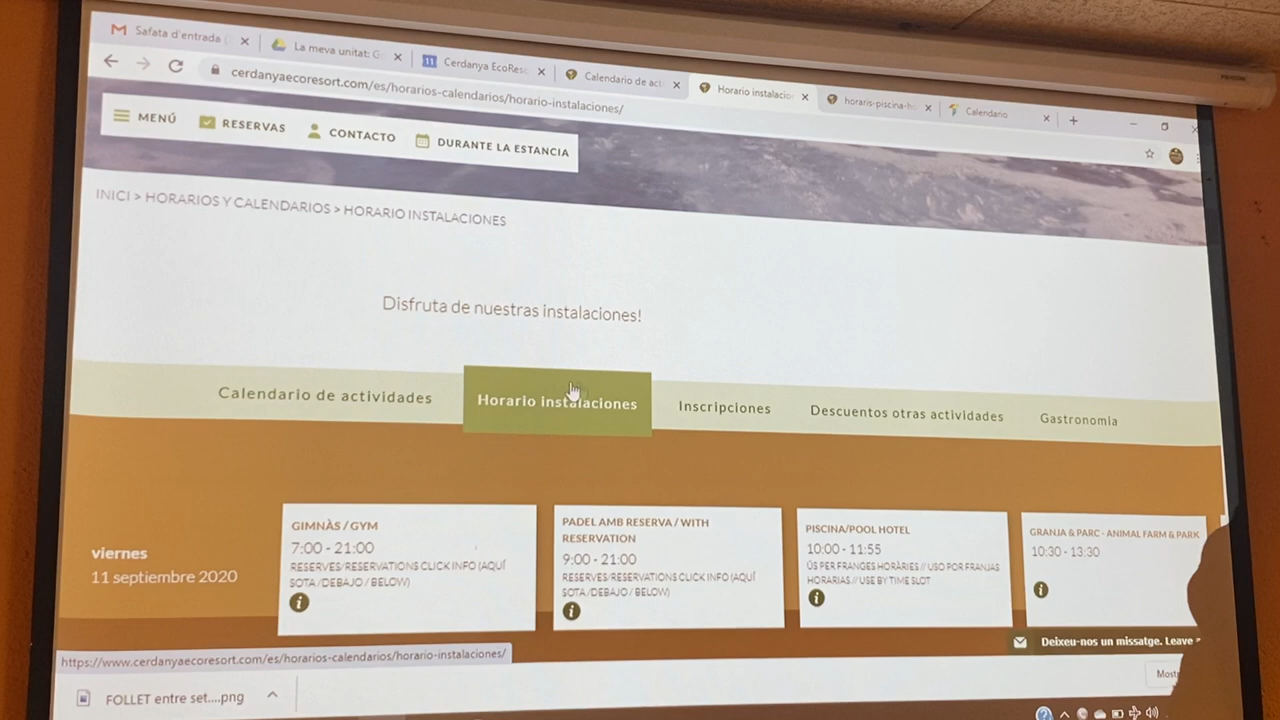 Safata d'entrada
La meva unitat: G
11 Cerdanya EcoReso
Calendario de acti
Horario instalacion
horaris-piscina-ho
Calendario
cerdanyaecoresort.com/es/horarios-calendarios/horario-instalaciones/
MENÚ
RESERVAS
CONTACTO
DURANTE LA ESTANCIA
INICI > HORARIOS Y CALENDARIOS > HORARIO INSTALACIONES
Disfruta de nuestras instalaciones!
Calendario de actividades
Horario instalaciones
Inscripciones
Descuentos otras actividades
Gastronomia
viernes
11 septiembre 2020
GIMNÀS / GYM
7:00 - 21:00
RESERVES/RESERVATIONS CLICK INFO (AQUÍ
SOTA /DEBAJO / BELOW)
PADEL AMB RESERVA / WITH
RESERVATION
9:00 - 21:00
RESERVES/RESERVATIONS CLICK INFO (AQUÍ
SOTA /DEBAJO / BELOW)
PISCINA/POOL HOTEL
10:00 - 11:55
ÚS PER FRANGES HORÀRIES // USO POR FRANJAS
HORARIAS // USE BY TIME SLOT
GRANJA & PARC - ANIMAL FARM & PARK
10:30 - 13:30
Deixeu-nos un missatge. Leave
https://www.cerdanyaecoresort.com/es/horarios-calendarios/horario-instalaciones/
FOLLET entre set....png